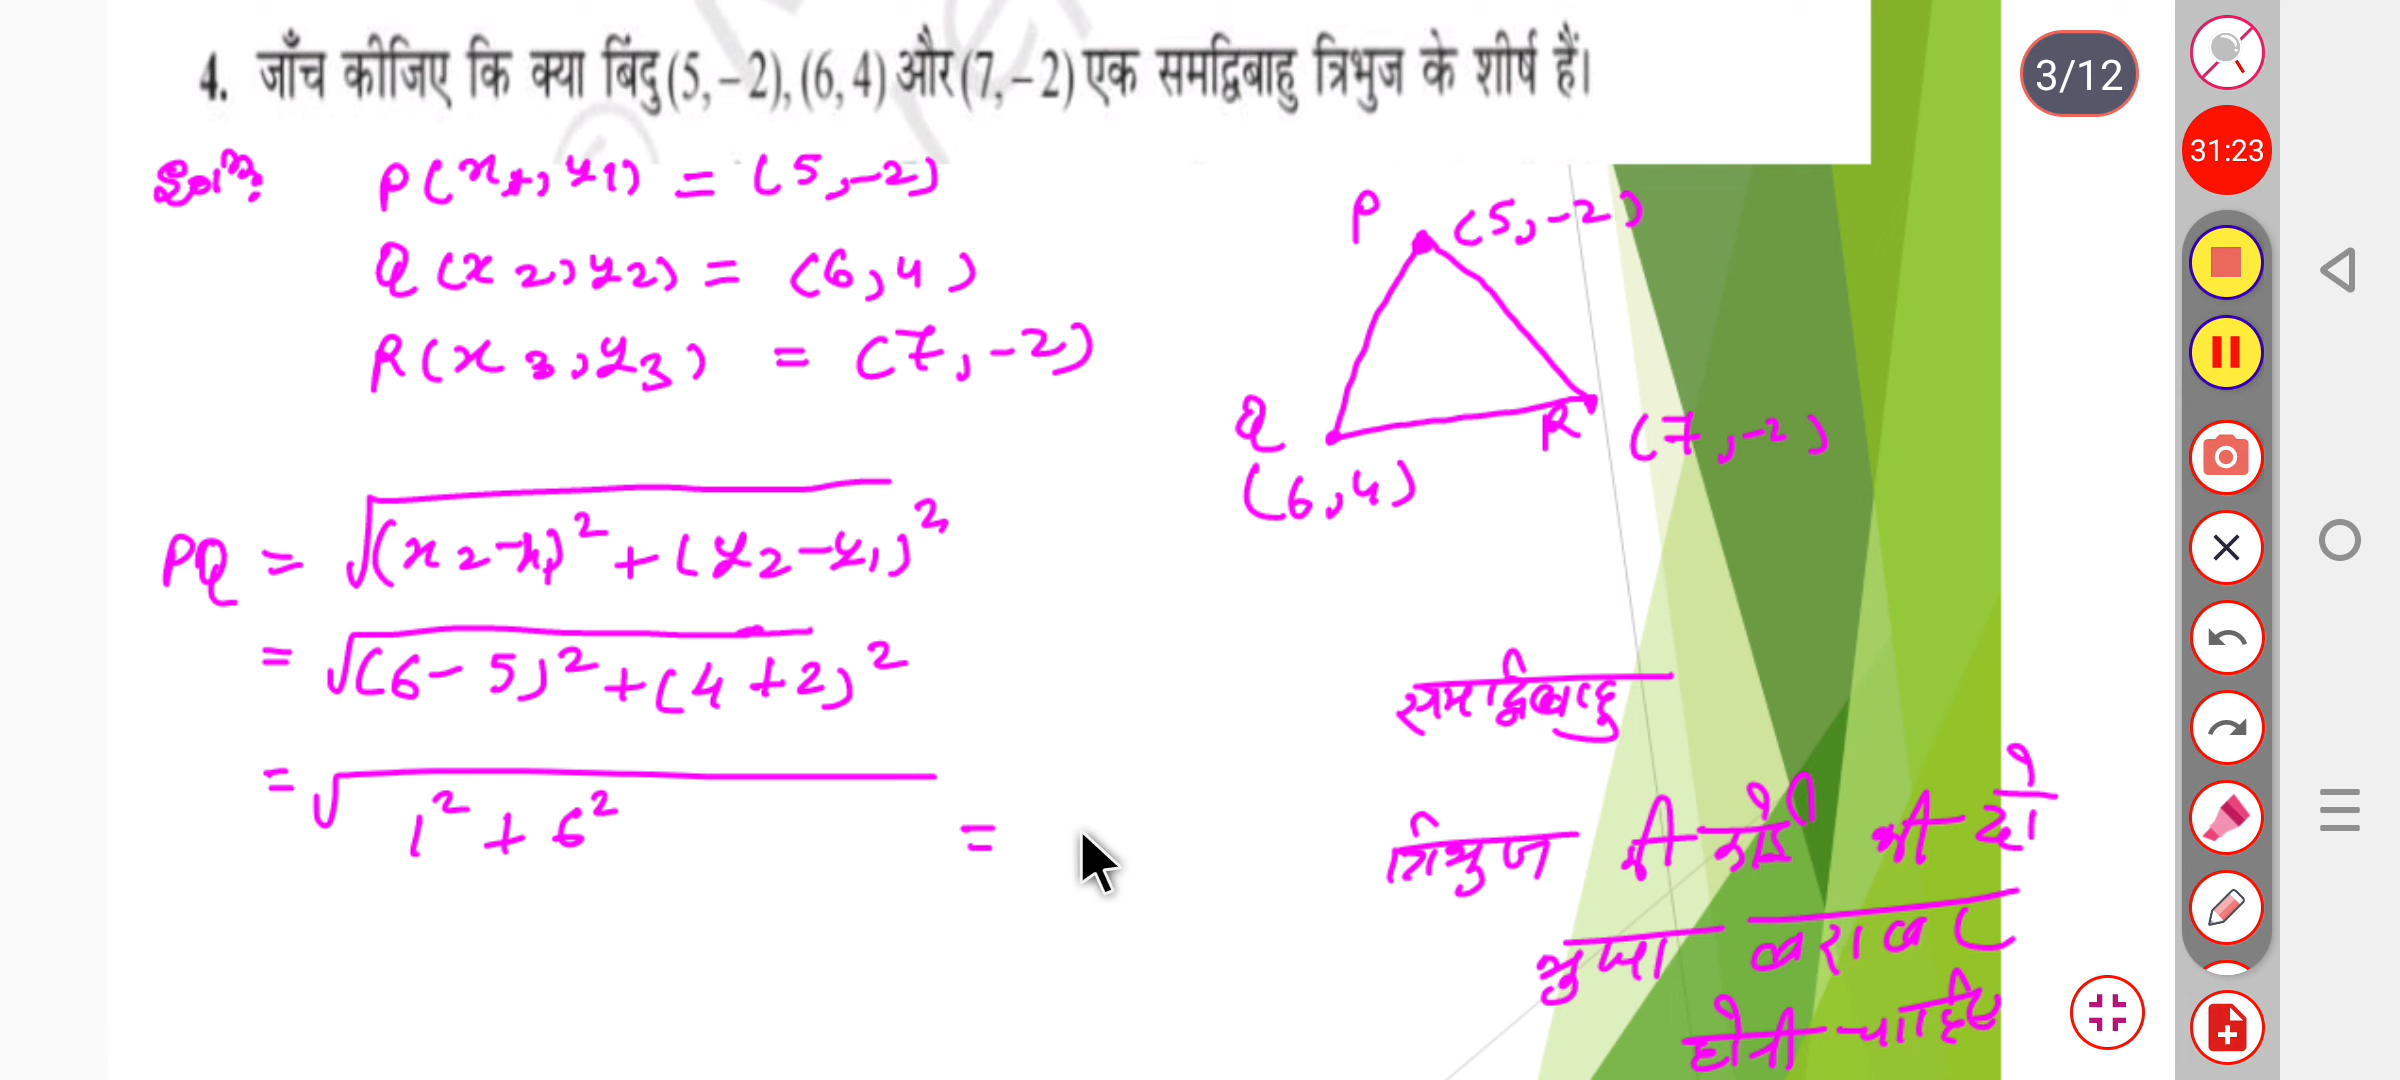 4. जाँच कीजिए कि क्या बिंदु (5, – 2), (6, 4) और (7, – 2) एक समद्विबाहु त्रिभुज के शीर्ष हैं।
3/12
31:23
Soln:
P(x1, y1) = (5, -2)
Q(x2, y2) = (6, 4)
R(x3, y3) = (7, -2)
P (5, -2)
Q
R (7, -2)
(6, 4)
PQ = √(x2-x1)² + (y2-y1)²
= √(6-5)² + (4+2)²
= √1² + 6² =
समद्विबाहु
त्रिभुज में कोई भी दो
भुजा बराबर
होनी चाहिए